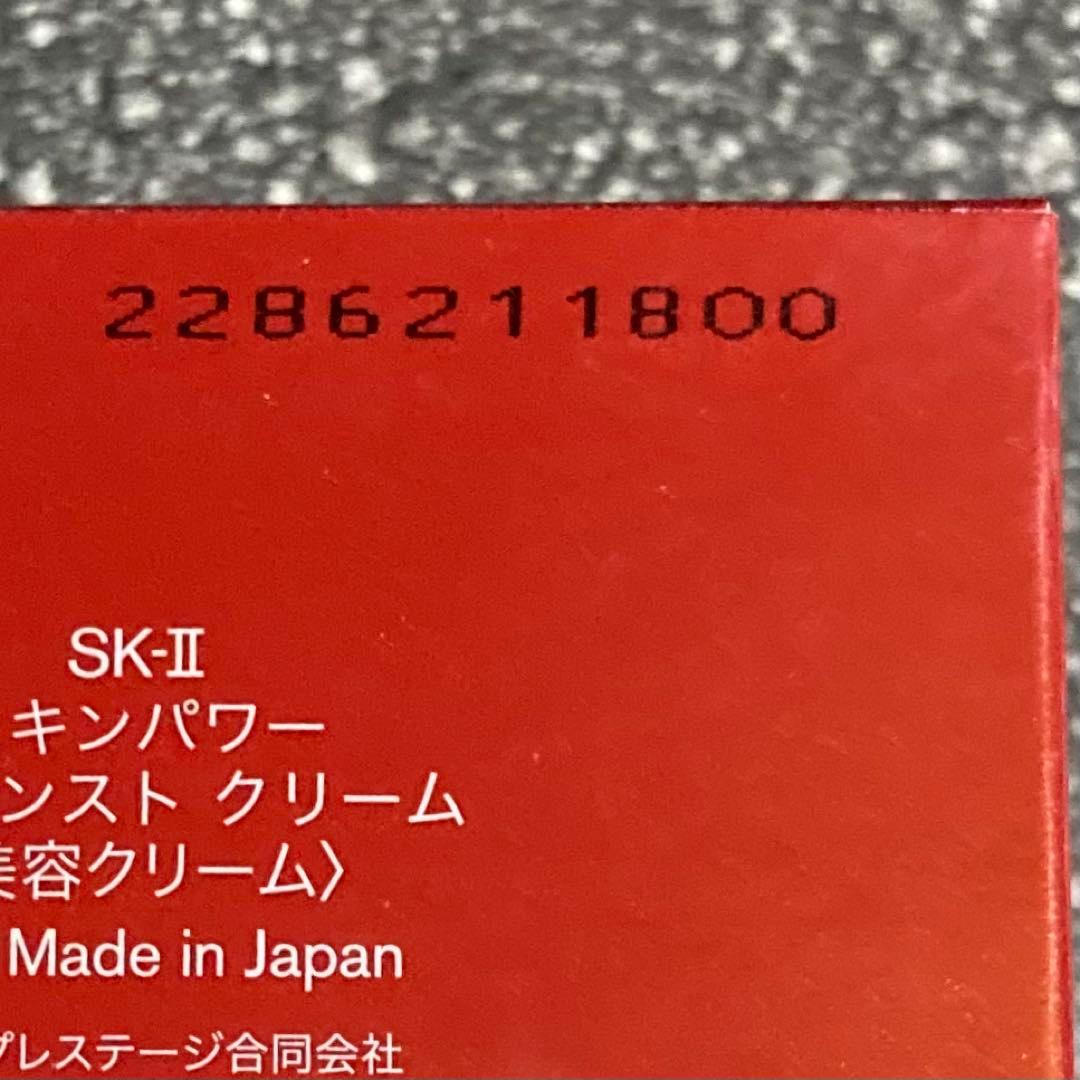 2286211800
SK-II
キンパワー
ンスト クリーム
美容クリーム〉
Made in Japan
プレステージ合同会社